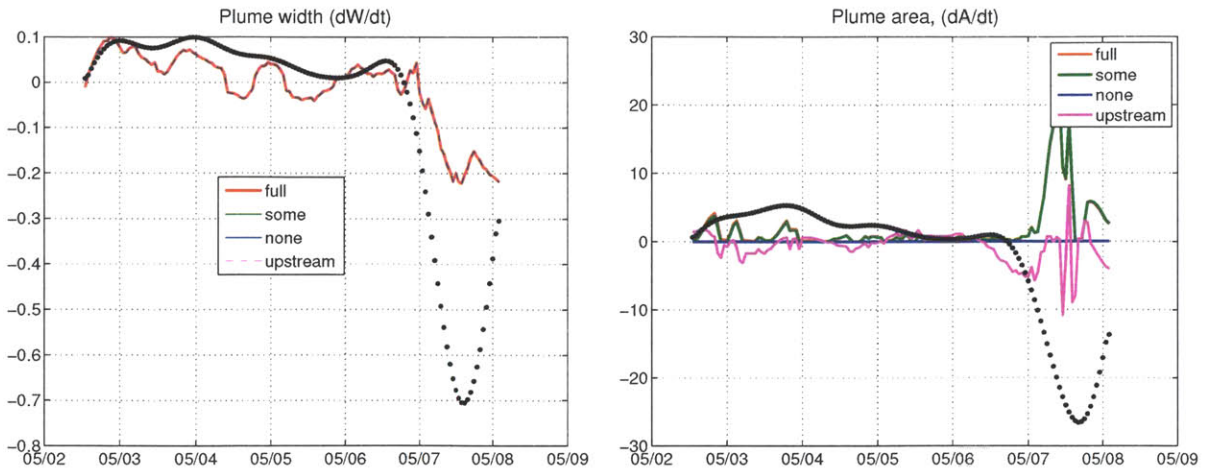 Plume width (dW/dt)
0.1
0
−0.1
−0.2
−0.3
−0.4
−0.5
−0.6
−0.7
−0.8
full
some
none
upstream
05/02 05/03 05/04 05/05 05/06 05/07 05/08 05/09
Plume area, (dA/dt)
30
20
10
0
−10
−20
−30
full
some
none
upstream
05/02 05/03 05/04 05/05 05/06 05/07 05/08 05/09